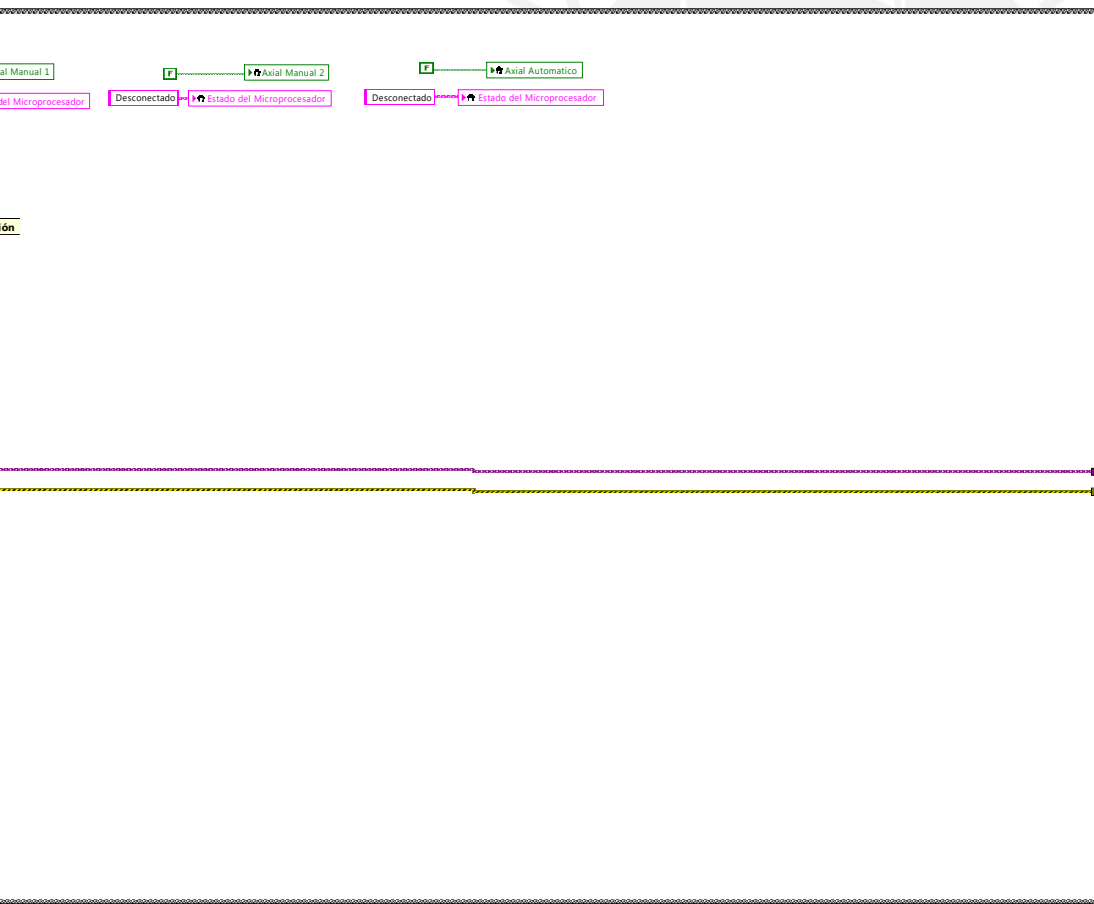 al Manual 1
del Microprocesador
F
Axial Manual 2
Desconectado
Estado del Microprocesador
F
Axial Automatico
Desconectado
Estado del Microprocesador
ión